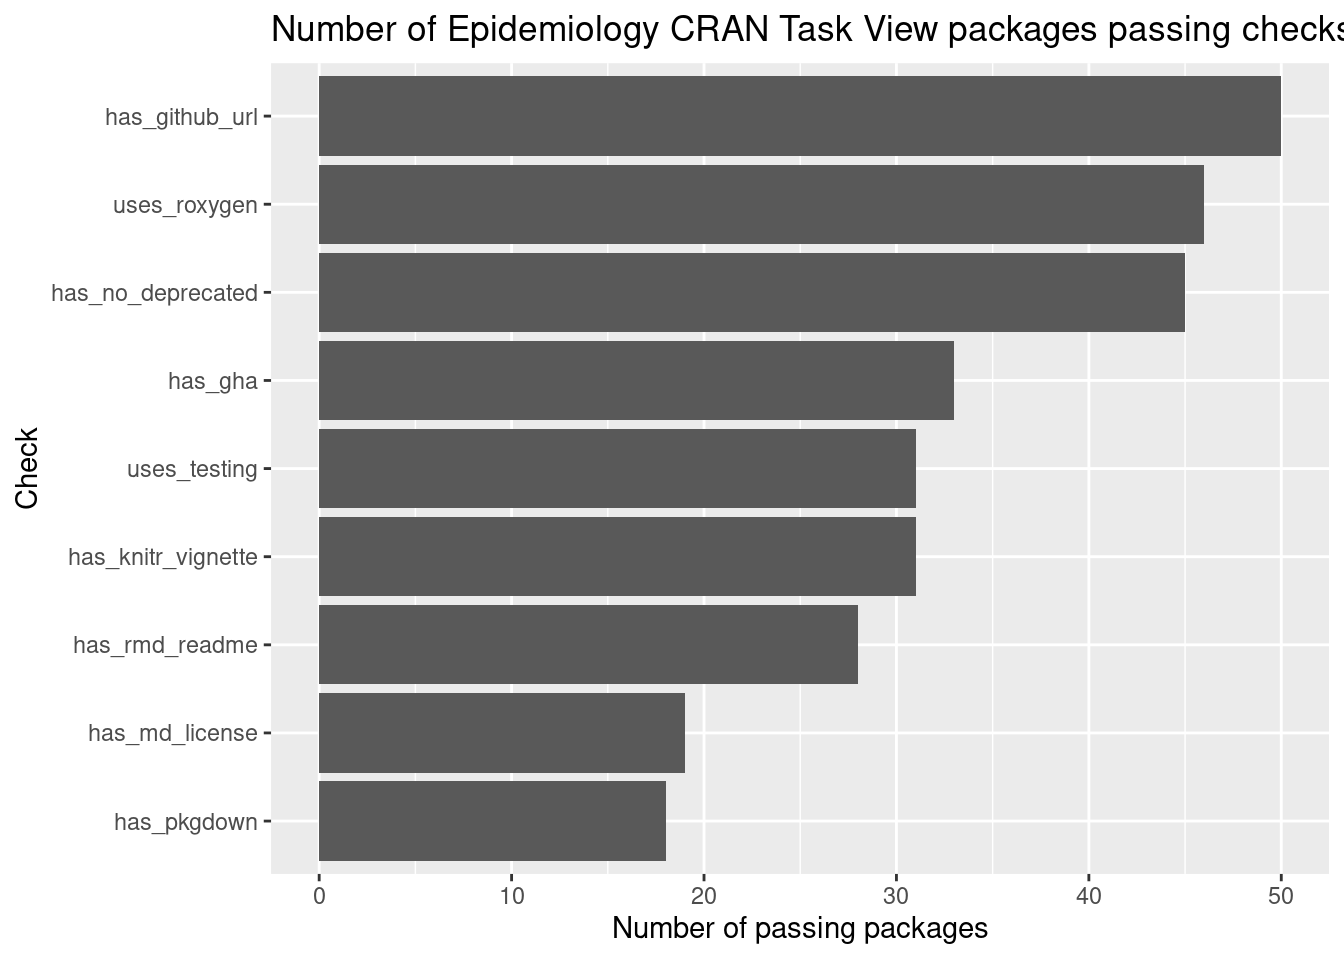 Number of Epidemiology CRAN Task View packages passing checks
has_github_url
uses_roxygen
has_no_deprecated
has_gha
uses_testing
has_knitr_vignette
has_rmd_readme
has_md_license
has_pkgdown
Check
0 10 20 30 40 50
Number of passing packages